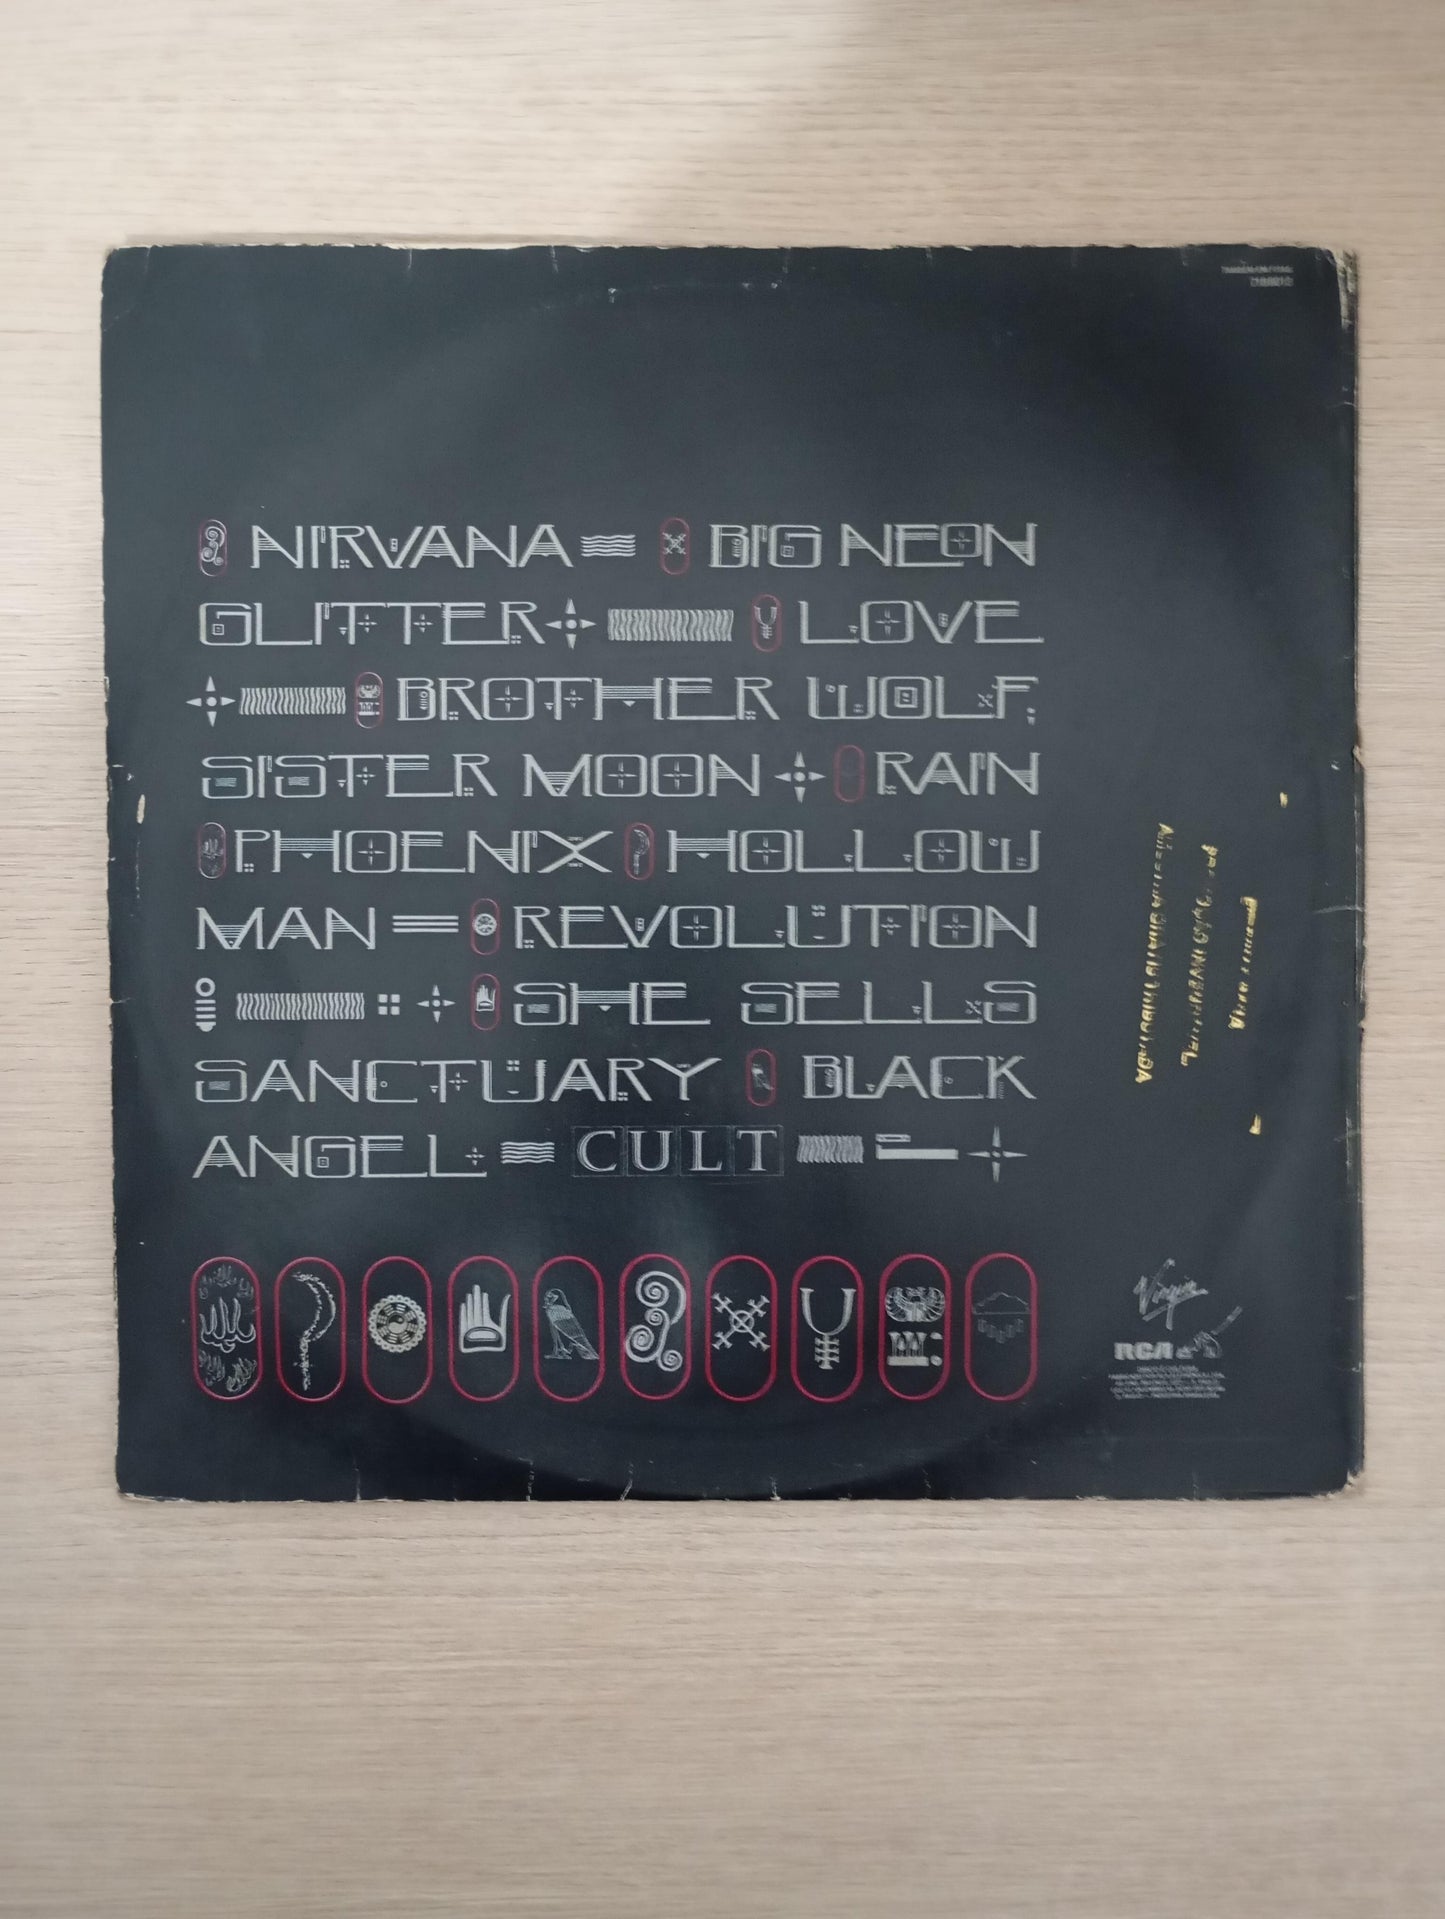 NIRVANA BIG NEON
GLITTER LOVE
BROTHER WOLF,
SISTER MOON RAIN
PHOENIX HOLLOW
MAN REVOLUTION
SHE SELLS
SANCTUARY BLACK
ANGEL CULT
Virgin
RCA